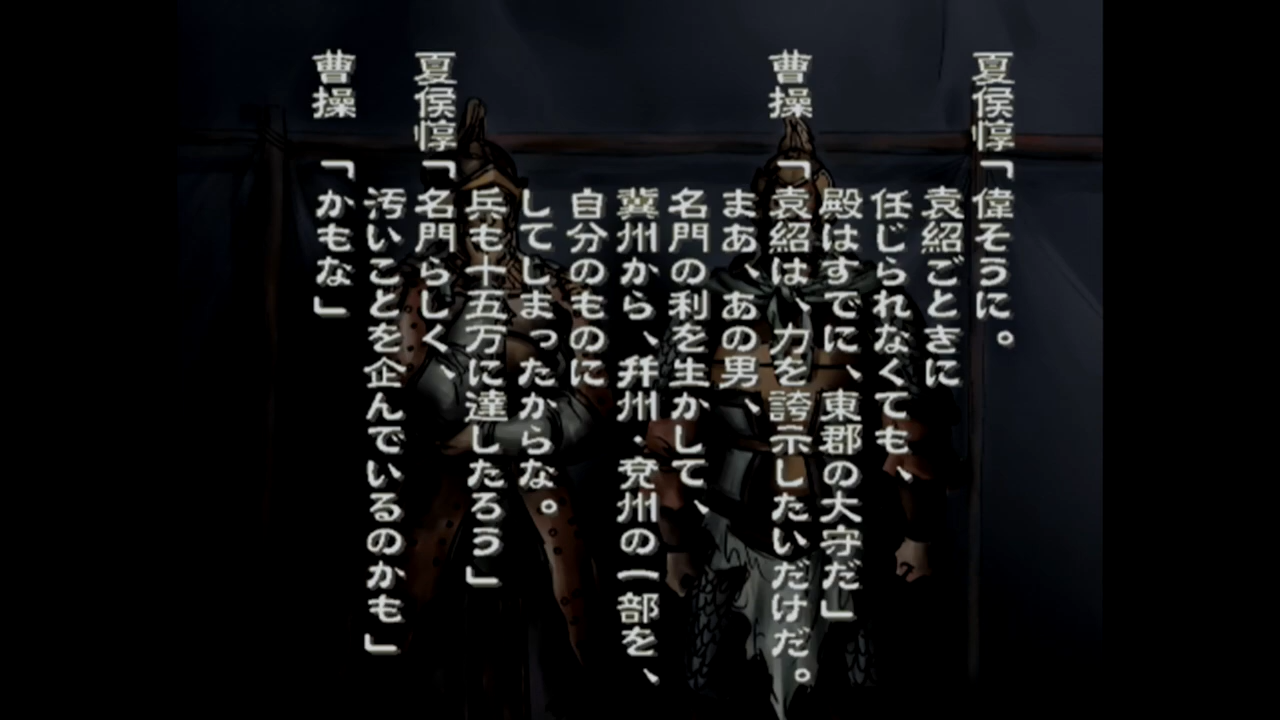 夏侯惇「偉そうに。
袁紹ごときに
任じられなくても、
殿はすでに、東郡の大守だ」
曹操　「袁紹は、力を誇示したいだけだ。
まあ、あの男、
名門の利を生かして、
冀州から、幷州・兗州の一部を、
自分のものに
してしまったからな。
兵も十五万に達したろう」
夏侯惇「名門らしく、
汚いことを企んでいるのかも」
曹操　「かもな」